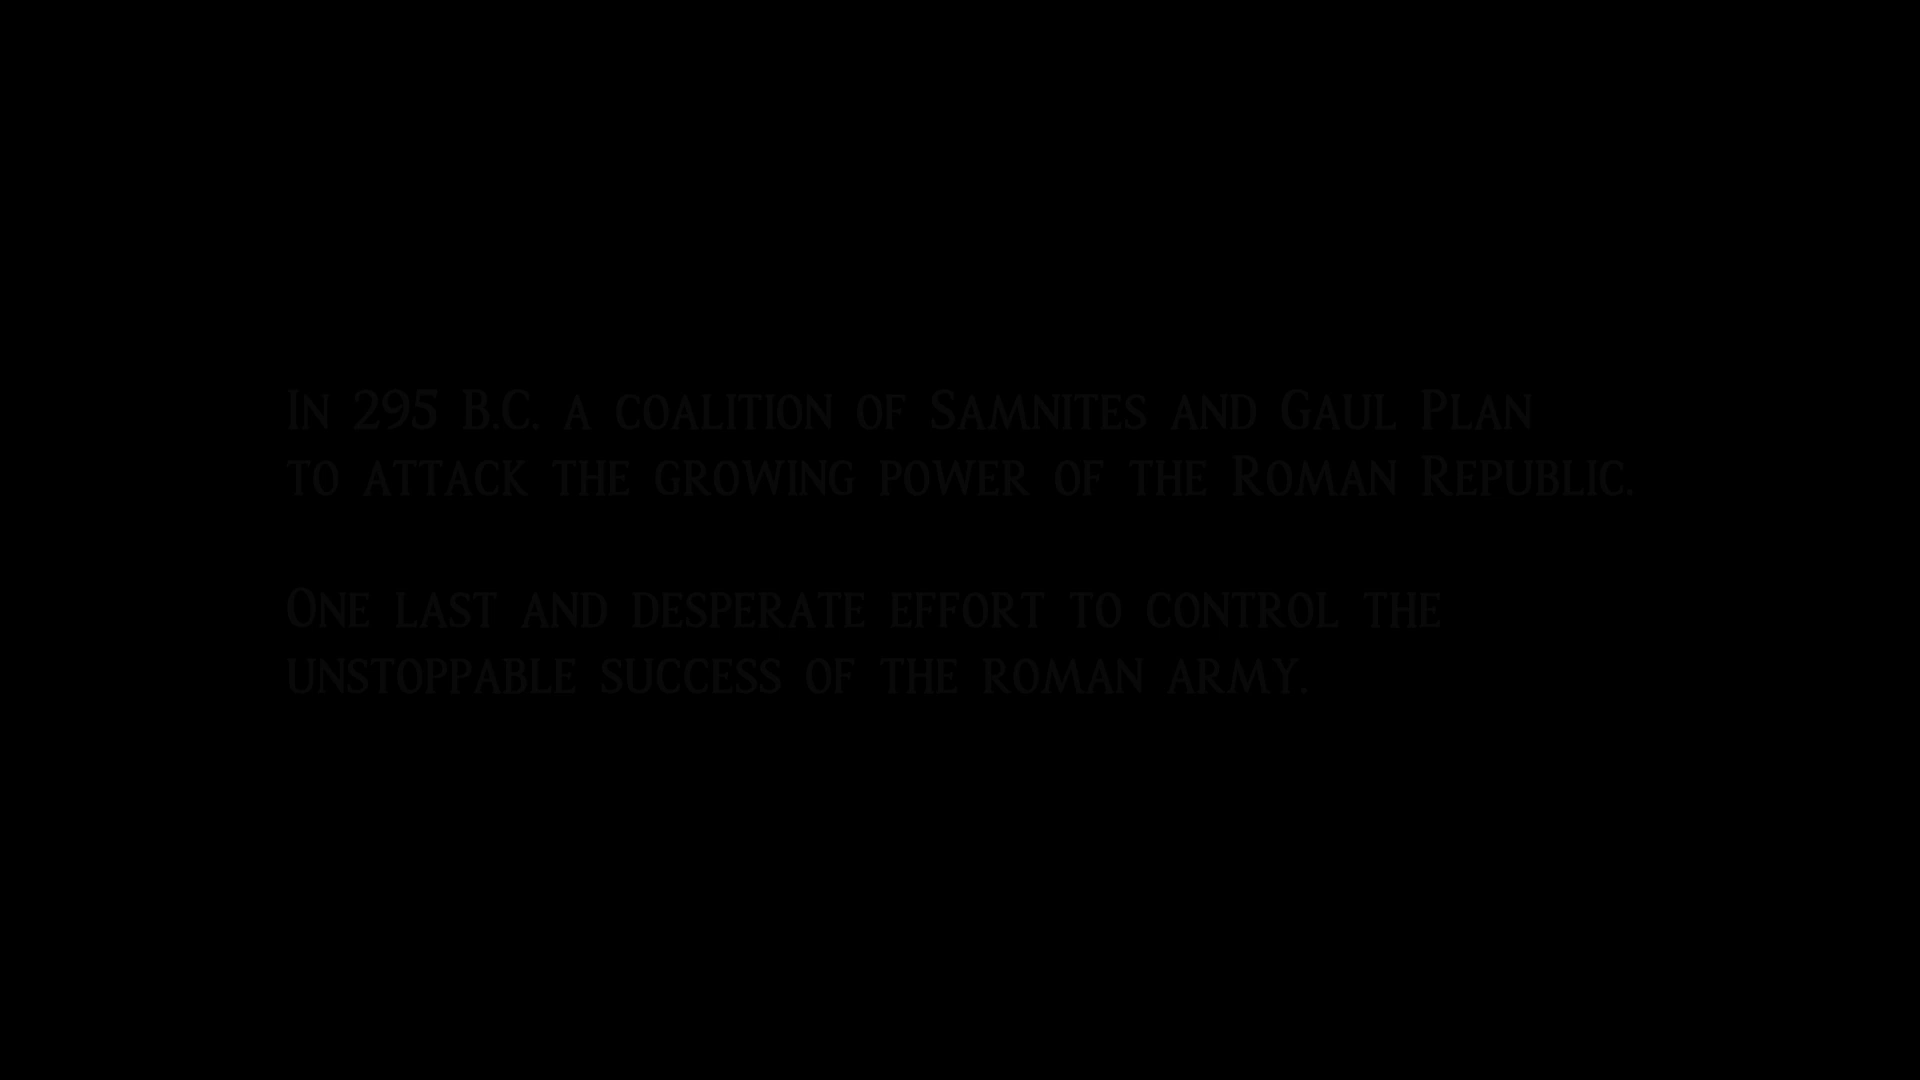 In 295 B.C. a coalition of Samnites and Gaul Plan
to attack the growing power of the Roman Republic.
One last and desperate effort to control the
unstoppable success of the roman army.